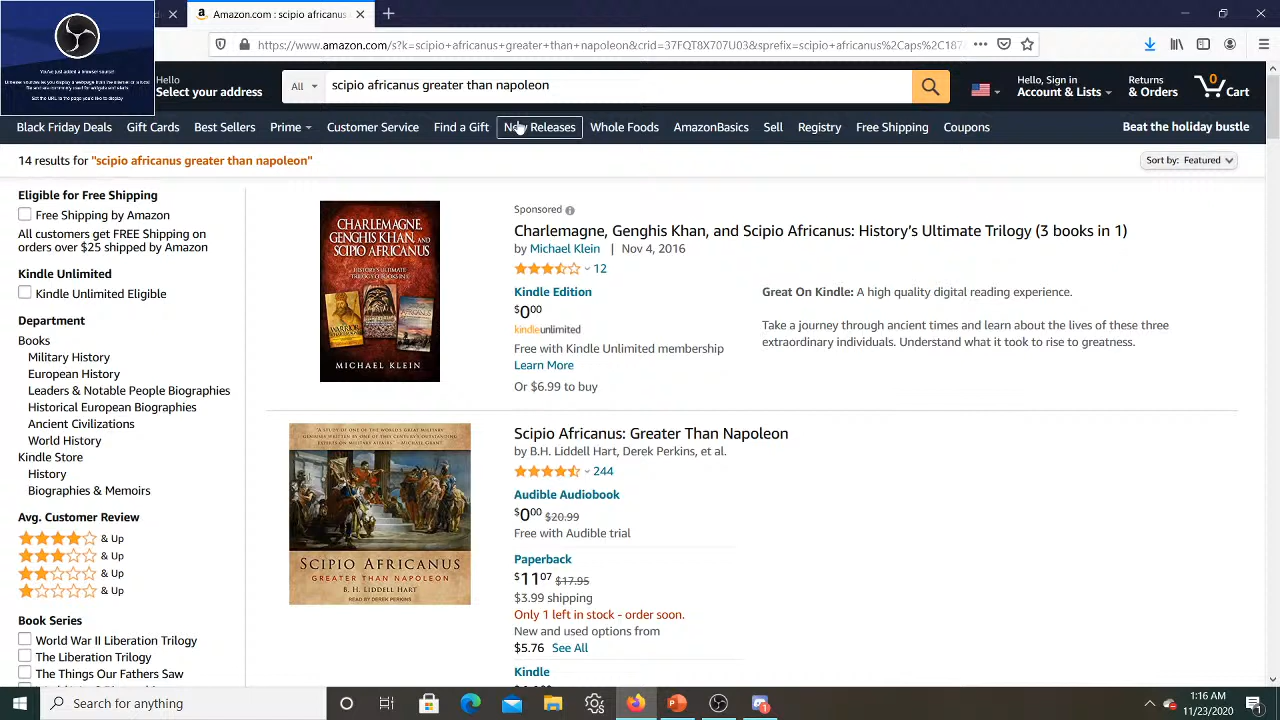 You've just added a browser source!
Amazon.com : scipio africanus
https://www.amazon.com/s?k=scipio+africanus+greater+than+napoleon&crid=37FQT8X707U03&sprefix=scipio+africanus%2Caps%2C187
Hello
Select your address
All
scipio africanus greater than napoleon
Hello, Sign in
Account & Lists
Returns
& Orders
0
Cart
Black Friday Deals Gift Cards Best Sellers Prime Customer Service Find a Gift New Releases Whole Foods AmazonBasics Sell Registry Free Shipping Coupons
Beat the holiday bustle
14 results for "scipio africanus greater than napoleon"
Sort by: Featured
Eligible for Free Shipping
Free Shipping by Amazon
All customers get FREE Shipping on
orders over $25 shipped by Amazon
Kindle Unlimited
Kindle Unlimited Eligible
Department
Books
Military History
European History
Leaders & Notable People Biographies
Historical European Biographies
Ancient Civilizations
World History
Kindle Store
History
Biographies & Memoirs
Avg. Customer Review
& Up
& Up
& Up
& Up
Book Series
World War II Liberation Trilogy
The Liberation Trilogy
The Things Our Fathers Saw
CHARLEMAGNE,
GENGHIS KHAN, AND
SCIPIO AFRICANUS
MICHAEL KLEIN
Sponsored
Charlemagne, Genghis Khan, and Scipio Africanus: History's Ultimate Trilogy (3 books in 1)
by Michael Klein | Nov 4, 2016
12
Kindle Edition
$0.00
kindleunlimited
Free with Kindle Unlimited membership
Learn More
Or $6.99 to buy
Great On Kindle: A high quality digital reading experience.
Take a journey through ancient times and learn about the lives of these three
extraordinary individuals. Understand what it took to rise to greatness.
SCIPIO AFRICANUS
GREATER THAN NAPOLEON
B. H. LIDDELL HART
READ BY DEREK PERKINS
Scipio Africanus: Greater Than Napoleon
by B.H. Liddell Hart, Derek Perkins, et al.
244
Audible Audiobook
$0.00 $20.99
Free with Audible trial
Paperback
$11.07 $17.95
$3.99 shipping
Only 1 left in stock - order soon.
New and used options from
$5.76 See All
Kindle
Search for anything
1:16 AM
11/23/2020